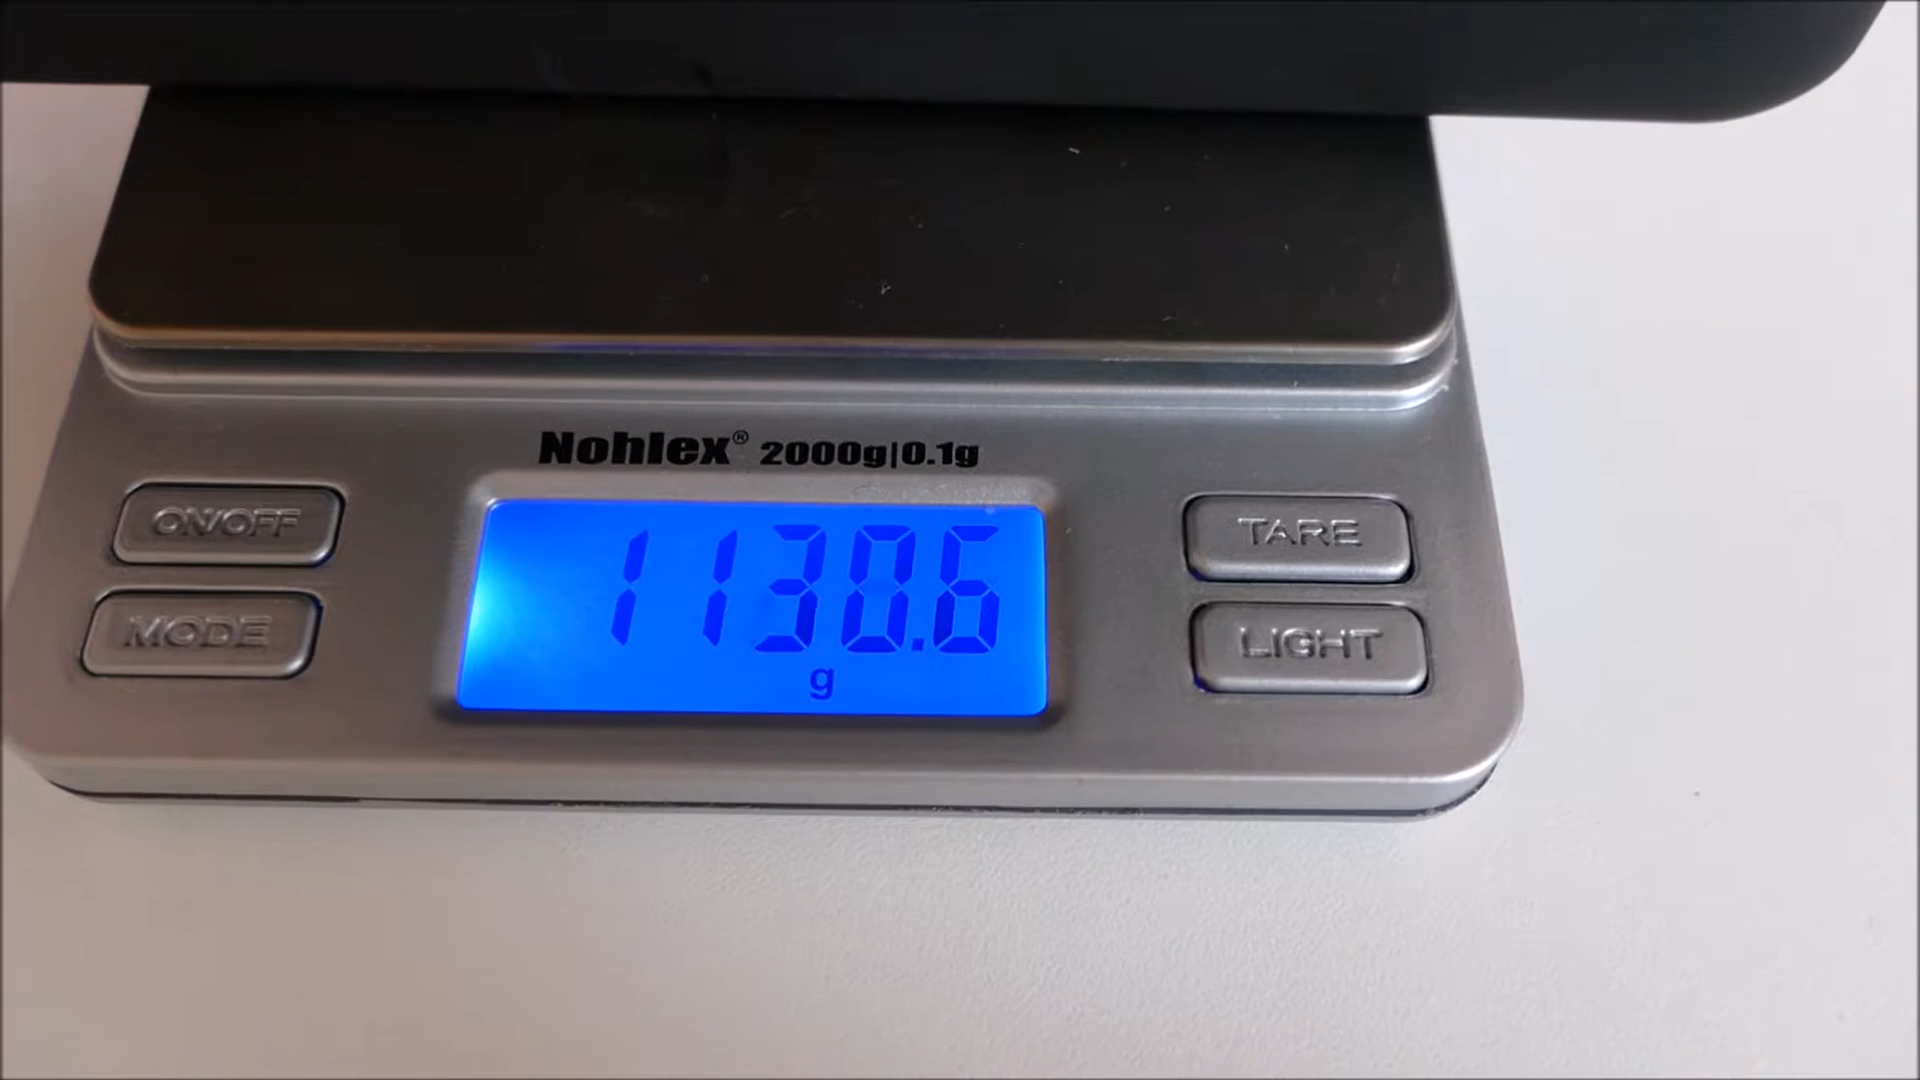 Nohlex® 2000g|0.1g
ON/OFF
MODE
1130.6
g
TARE
LIGHT